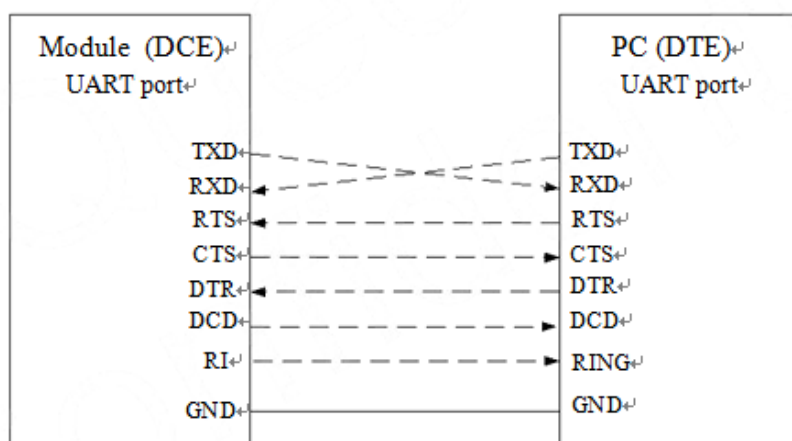 Module (DCE)↵
UART port↵
TXD↵
RXD↵
RTS↵
CTS↵
DTR↵
DCD↵
RI↵
GND↵
PC (DTE)↵
UART port↵
TXD↵
RXD↵
RTS↵
CTS↵
DTR↵
DCD↵
RING↵
GND↵